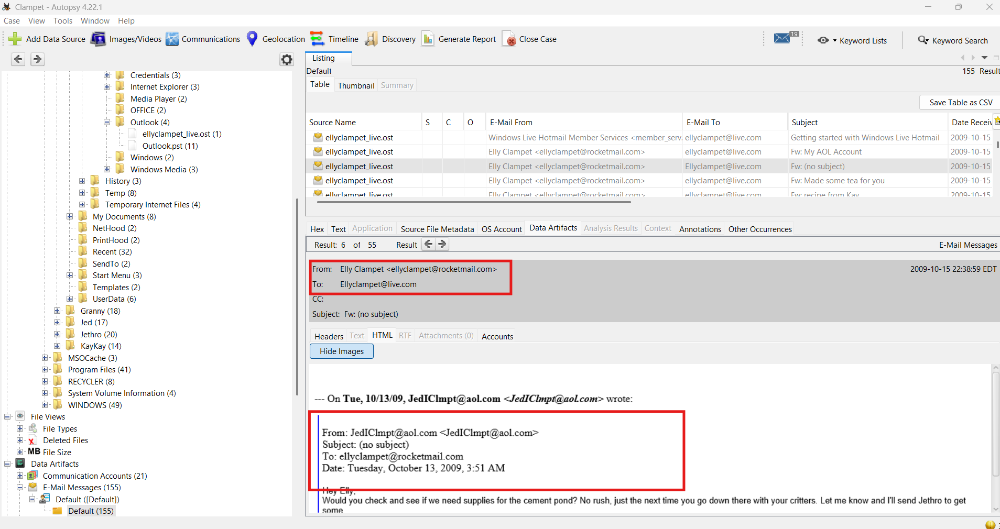 Clampet - Autopsy 4.22.1
Case View Tools Window Help
Add Data Source Images/Videos Communications Geolocation Timeline Discovery Generate Report Close Case 19 Keyword Lists Keyword Search
Credentials (3)
Internet Explorer (3)
Media Player (2)
OFFICE (2)
Outlook (4)
ellyclampet_live.ost (1)
Outlook.pst (11)
Windows (2)
Windows Media (3)
History (3)
Temp (8)
Temporary Internet Files (4)
My Documents (8)
NetHood (2)
PrintHood (2)
Recent (32)
SendTo (2)
Start Menu (3)
Templates (2)
UserData (6)
Granny (18)
Jed (17)
Jethro (20)
KayKay (14)
MSOCache (3)
Program Files (41)
RECYCLER (8)
System Volume Information (4)
WINDOWS (49)
File Views
File Types
Deleted Files
MB File Size
Data Artifacts
Communication Accounts (21)
E-Mail Messages (155)
Default ([Default])
Default (155)
Listing
Default
155 Result
Table Thumbnail Summary
Save Table as CSV
Source Name S C O E-Mail From E-Mail To Subject Date Receiv
ellyclampet_live.ost Windows Live Hotmail Member Services <member_serv... ellyclampet@live.com Getting started with Windows Live Hotmail 2009-10-15
ellyclampet_live.ost Elly Clampet <ellyclampet@rocketmail.com> ellyclampet@live.com Fw: My AOL Account 2009-10-15
ellyclampet_live.ost Elly Clampet <ellyclampet@rocketmail.com> Ellyclampet@live.com Fw: (no subject) 2009-10-15
ellyclampet_live.ost Elly Clampet <ellyclampet@rocketmail.com> ellyclampet@live.com Fw: Made some tea for you 2009-10-15
ellyclampet_live.ost Elly Clampet <ellyclampet@rocketmail.com> ellyclampet@live.com Fw: recipe from Kay 2009-10-15
Hex Text Application Source File Metadata OS Account Data Artifacts Analysis Results Context Annotations Other Occurrences
Result: 6 of 55 Result E-Mail Messages
From: Elly Clampet <ellyclampet@rocketmail.com> 2009-10-15 22:38:59 EDT
To: Ellyclampet@live.com
CC:
Subject: Fw: (no subject)
Headers Text HTML RTF Attachments (0) Accounts
Hide Images
--- On Tue, 10/13/09, JedIClmpt@aol.com <JedIClmpt@aol.com> wrote:
From: JedIClmpt@aol.com <JedIClmpt@aol.com>
Subject: (no subject)
To: ellyclampet@rocketmail.com
Date: Tuesday, October 13, 2009, 3:51 AM
Hey Elly,
Would you check and see if we need supplies for the cement pond? No rush, just the next time you go down there with your critters. Let me know and I'll send Jethro to get
some